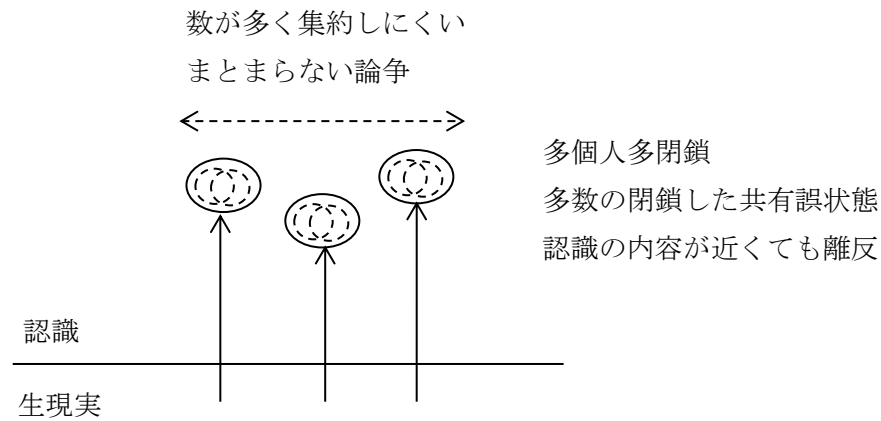 数が多く集約しにくい
まとまらない論争
多個人多閉鎖
多数の閉鎖した共有誤状態
認識の内容が近くても離反
認識
生現実